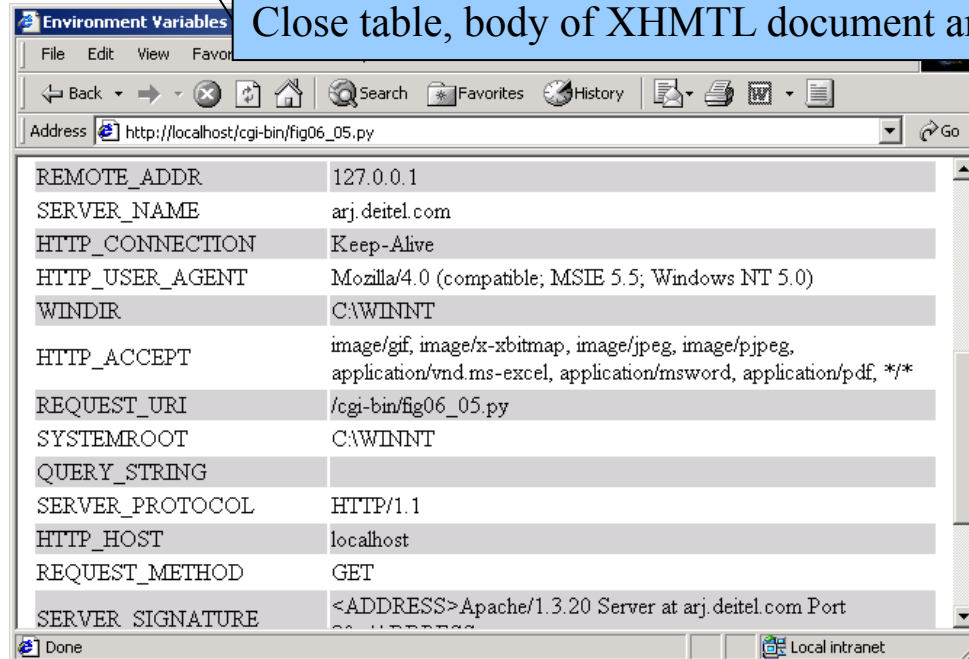 Close table, body of XHMTL document
Environment Variables
File Edit View
Back Search Favorites History
Address http://localhost/cgi-bin/fig06_05.py Go
REMOTE_ADDR 127.0.0.1
SERVER_NAME arj.deitel.com
HTTP_CONNECTION Keep-Alive
HTTP_USER_AGENT Mozilla/4.0 (compatible; MSIE 5.5; Windows NT 5.0)
WINDIR C:\WINNT
HTTP_ACCEPT image/gif, image/x-xbitmap, image/jpeg, image/pjpeg,
application/vnd.ms-excel, application/msword, application/pdf, */*
REQUEST_URI /cgi-bin/fig06_05.py
SYSTEMROOT C:\WINNT
QUERY_STRING
SERVER_PROTOCOL HTTP/1.1
HTTP_HOST localhost
REQUEST_METHOD GET
SERVER_SIGNATURE <ADDRESS>Apache/1.3.20 Server at arj.deitel.com Port
Done Local intranet